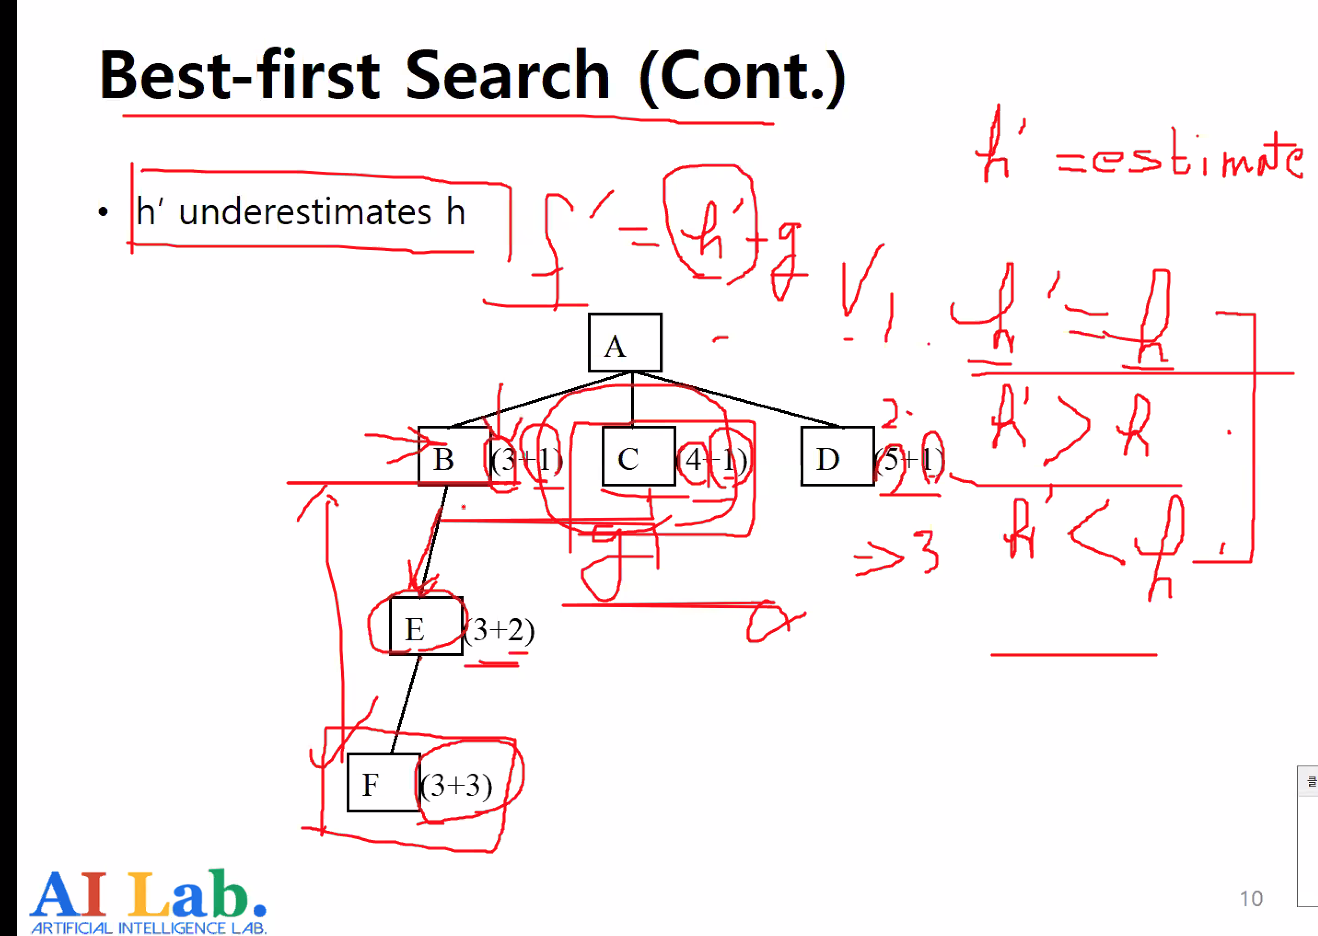 Best-first Search (Cont.)
h' = estimate
• h' underestimates h
f' = h' + g
1. h' = h
A
h' > h
2.
B (3+1) C (4+1) D (5+1)
h' < h
g
=> 3
E (3+2)
F (3+3)
AI Lab.
ARTIFICIAL INTELLIGENCE LAB.
10